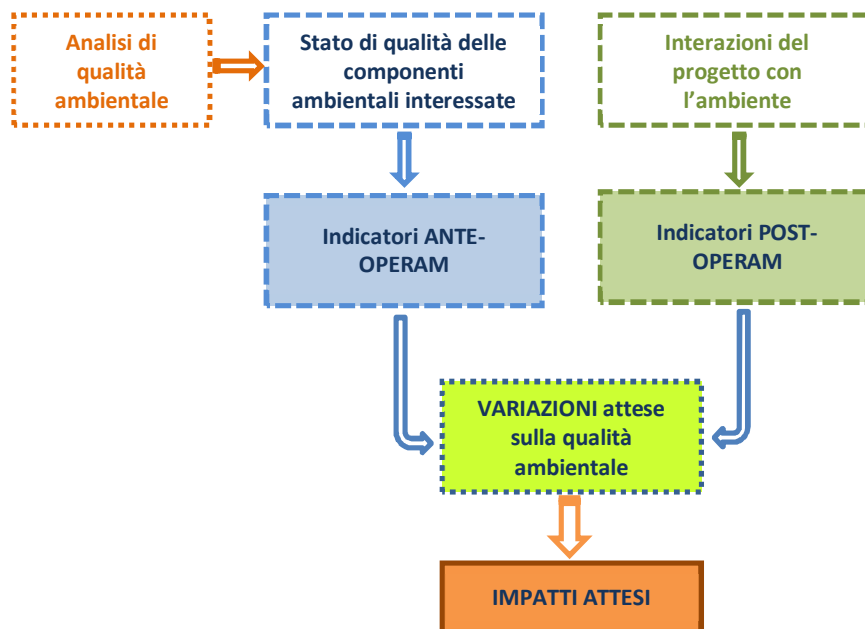 Analisi di
qualità
ambientale
Stato di qualità delle
componenti
ambientali interessate
Interazioni del
progetto con
l’ambiente
Indicatori ANTE-
OPERAM
Indicatori POST-
OPERAM
VARIAZIONI attese
sulla qualità
ambientale
IMPATTI ATTESI